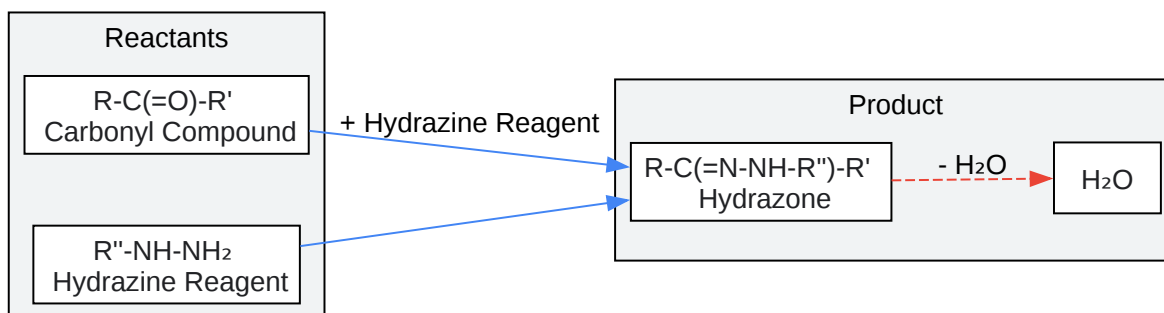 Reactants
R-C(=O)-R'
Carbonyl Compound
+ Hydrazine Reagent
R''-NH-NH₂
Hydrazine Reagent
Product
R-C(=N-NH-R'')-R'
Hydrazone
- H₂O
H₂O